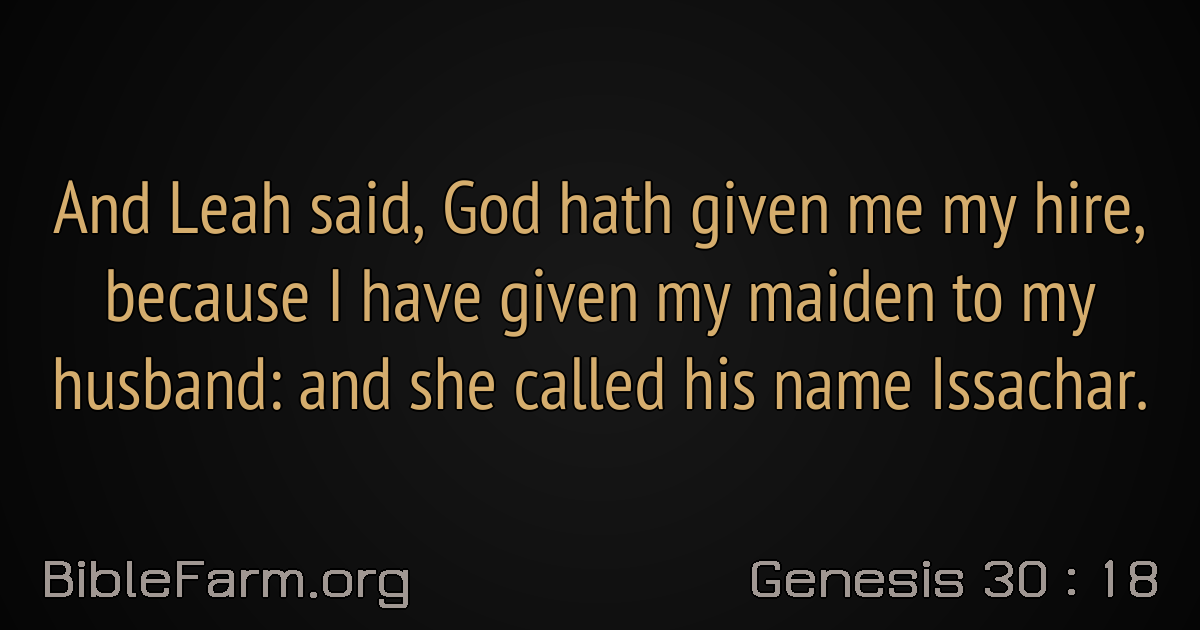 And Leah said, God hath given me my hire,
because I have given my maiden to my
husband: and she called his name Issachar.
BibleFarm.org
Genesis 30 : 18